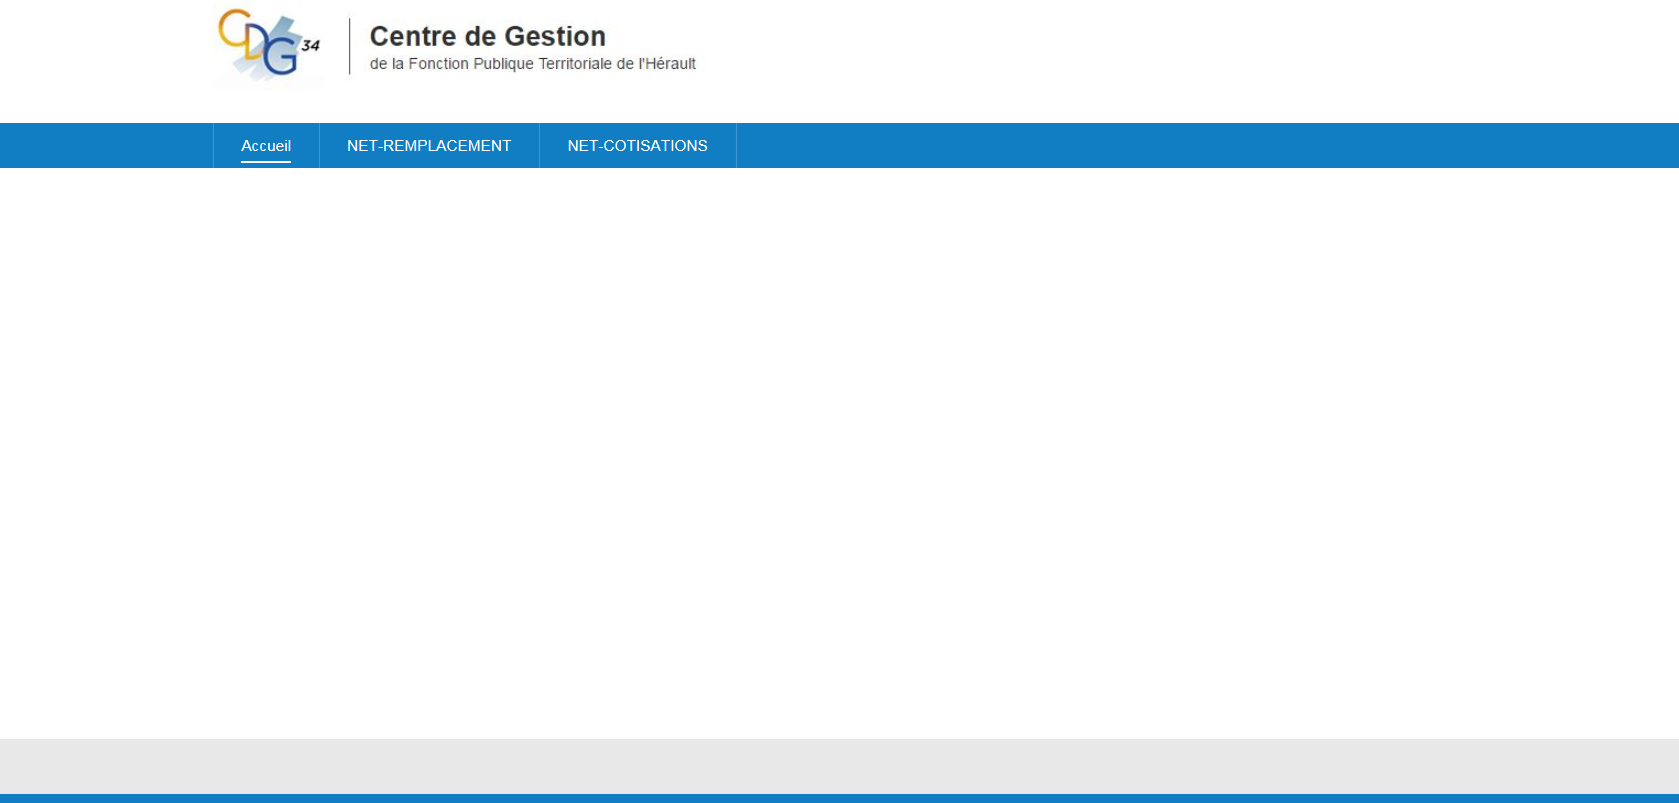 CDG 34
Centre de Gestion
de la Fonction Publique Territoriale de l'Hérault
Accueil
NET-REMPLACEMENT
NET-COTISATIONS